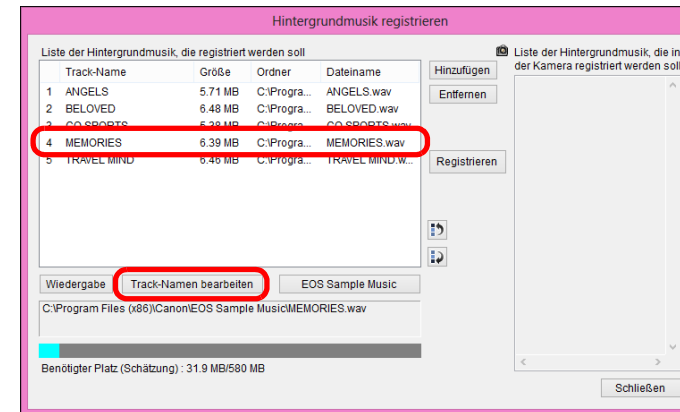 Hintergrundmusik registrieren
Liste der Hintergrundmusik, die registriert werden soll
Track-Name Größe Ordner Dateiname
1 ANGELS 5.71 MB C:\Progra... ANGELS.wav
2 BELOVED 6.48 MB C:\Progra... BELOVED.wav
3 GO SPORTS 5.38 MB C:\Progra... GO SPORTS.wav
4 MEMORIES 6.39 MB C:\Progra... MEMORIES.wav
5 TRAVEL MIND 6.46 MB C:\Progra... TRAVEL MIND.w...
Hinzufügen
Entfernen
Registrieren
Liste der Hintergrundmusik, die in
der Kamera registriert werden soll
Wiedergabe Track-Namen bearbeiten EOS Sample Music
C:\Program Files (x86)\Canon\EOS Sample Music\MEMORIES.wav
Benötigter Platz (Schätzung) : 31.9 MB/580 MB
Schließen